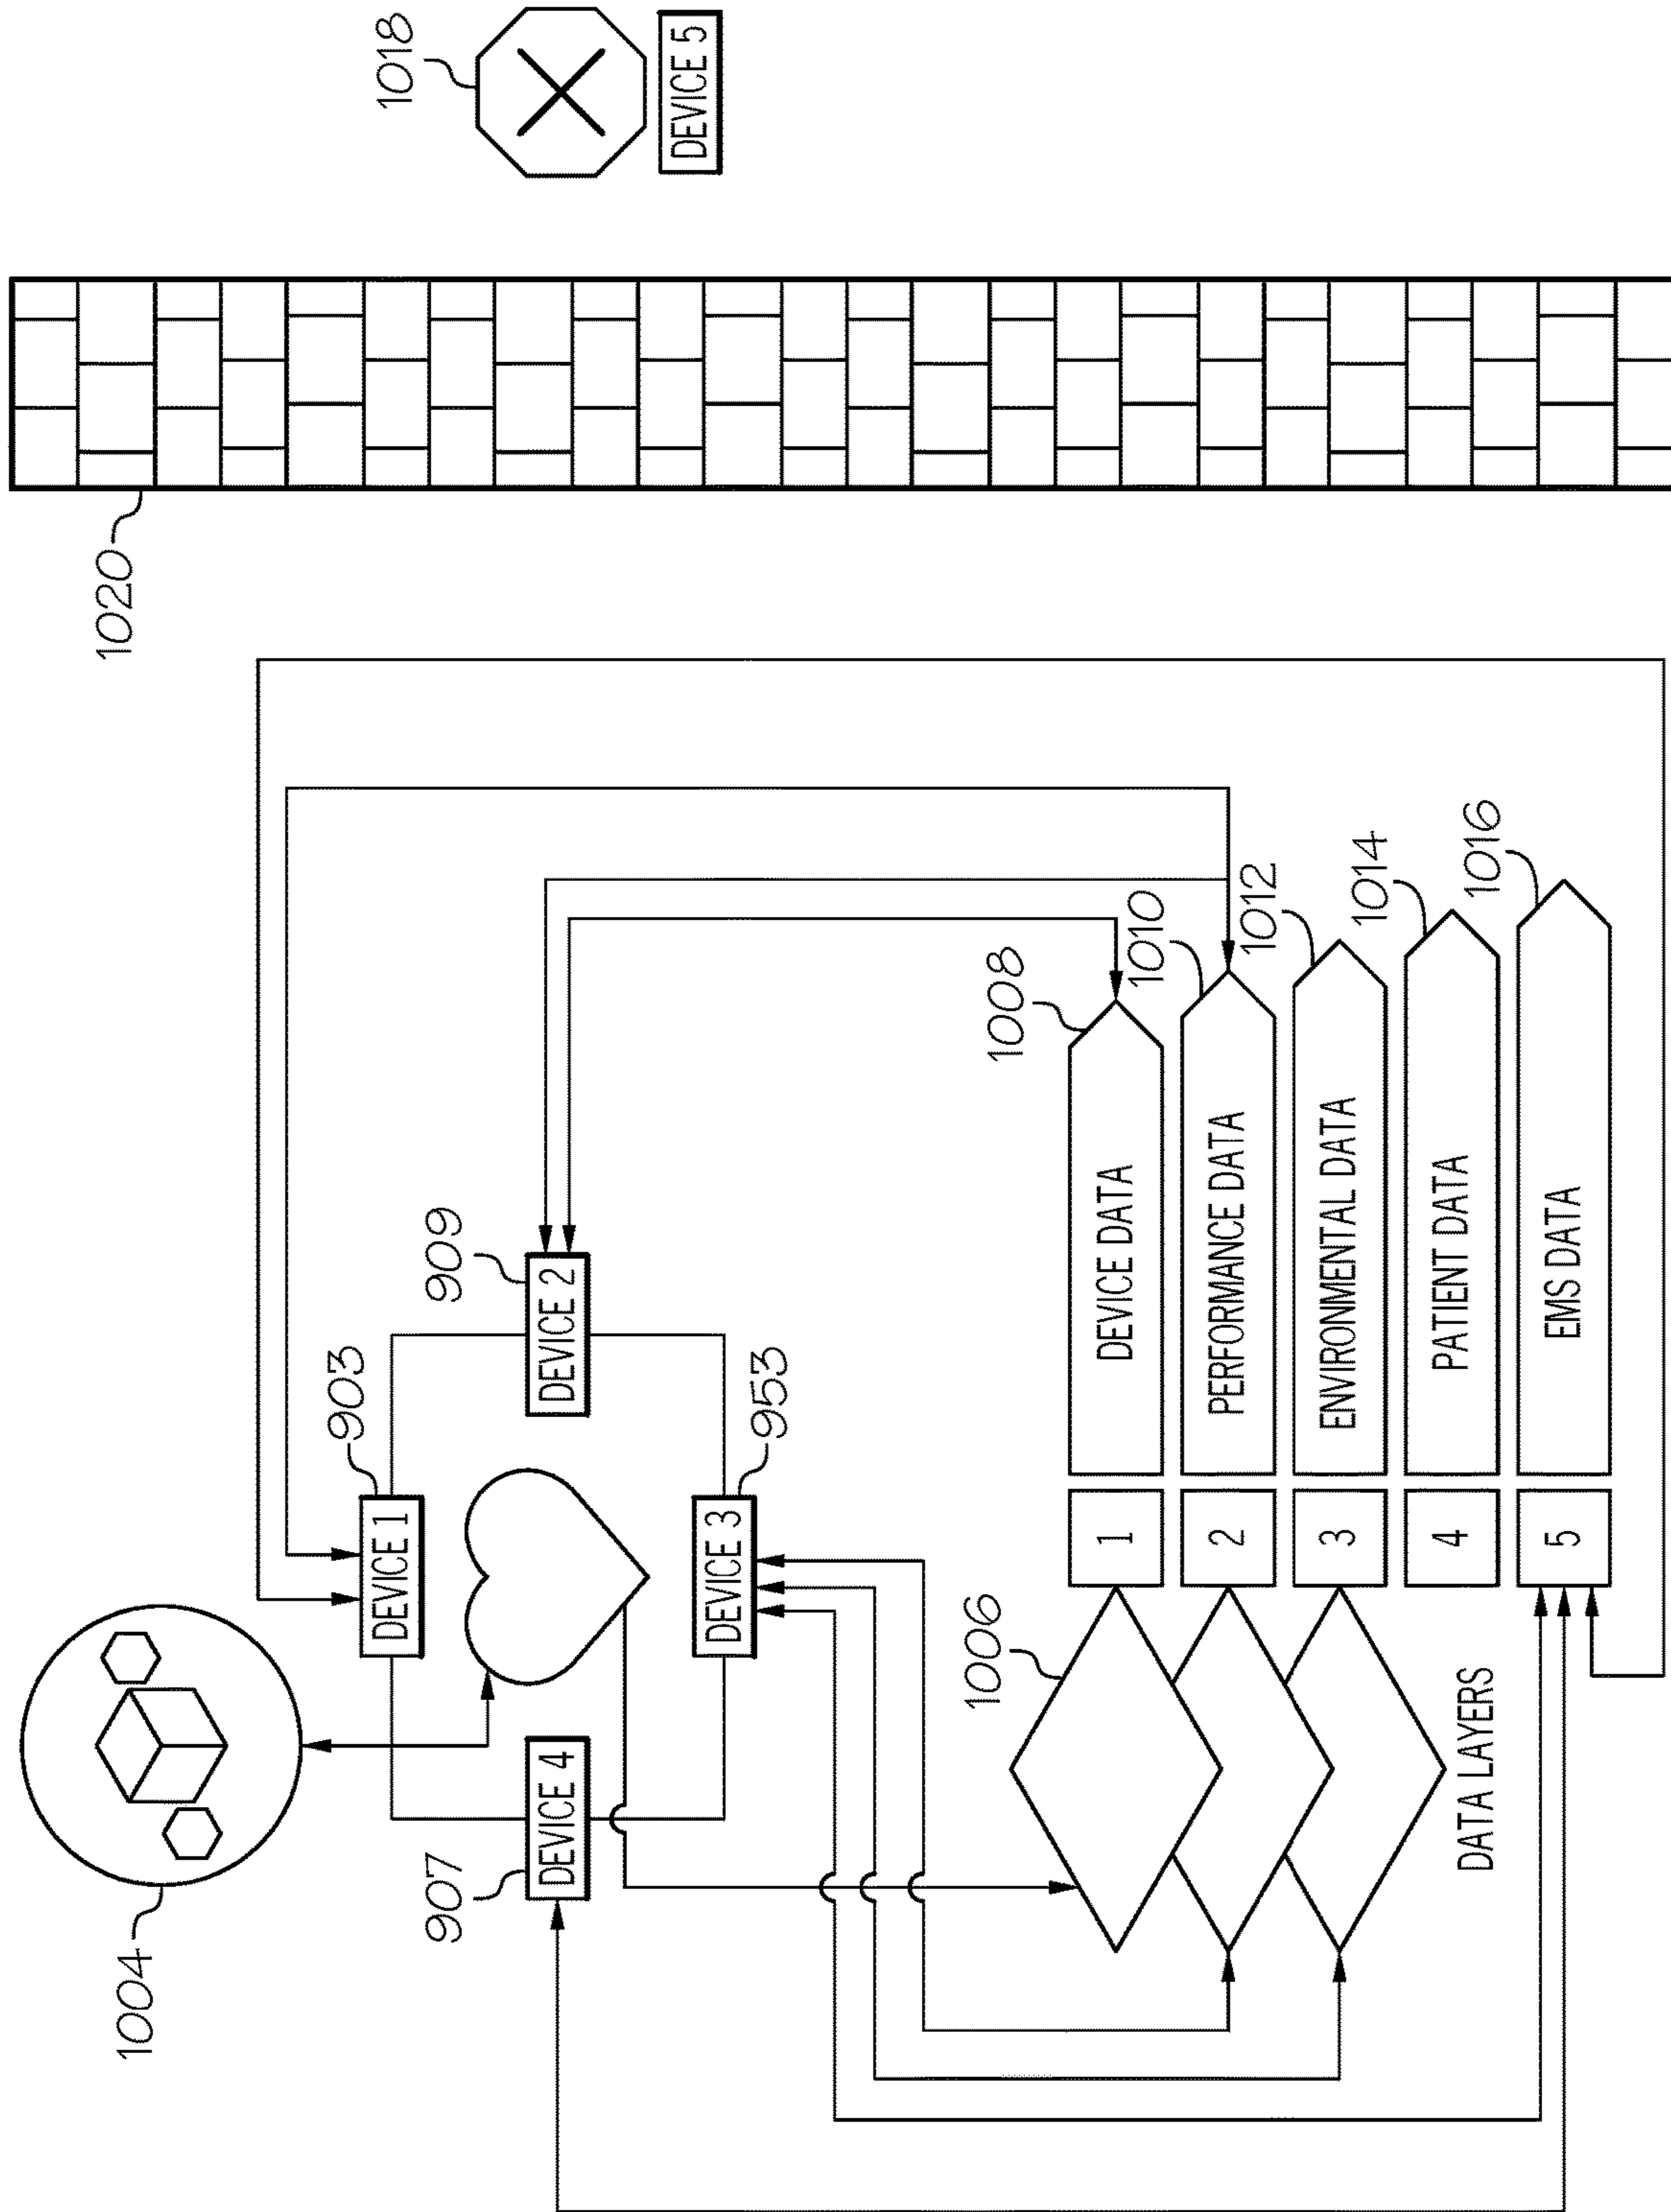 1004
903
DEVICE 1
907
DEVICE 4
909
DEVICE 2
953
DEVICE 3
1020
1018
DEVICE 5
1006
DATA LAYERS
1
DEVICE DATA
1008
2
PERFORMANCE DATA
1010
3
ENVIRONMENTAL DATA
1012
4
PATIENT DATA
1014
5
EMS DATA
1016